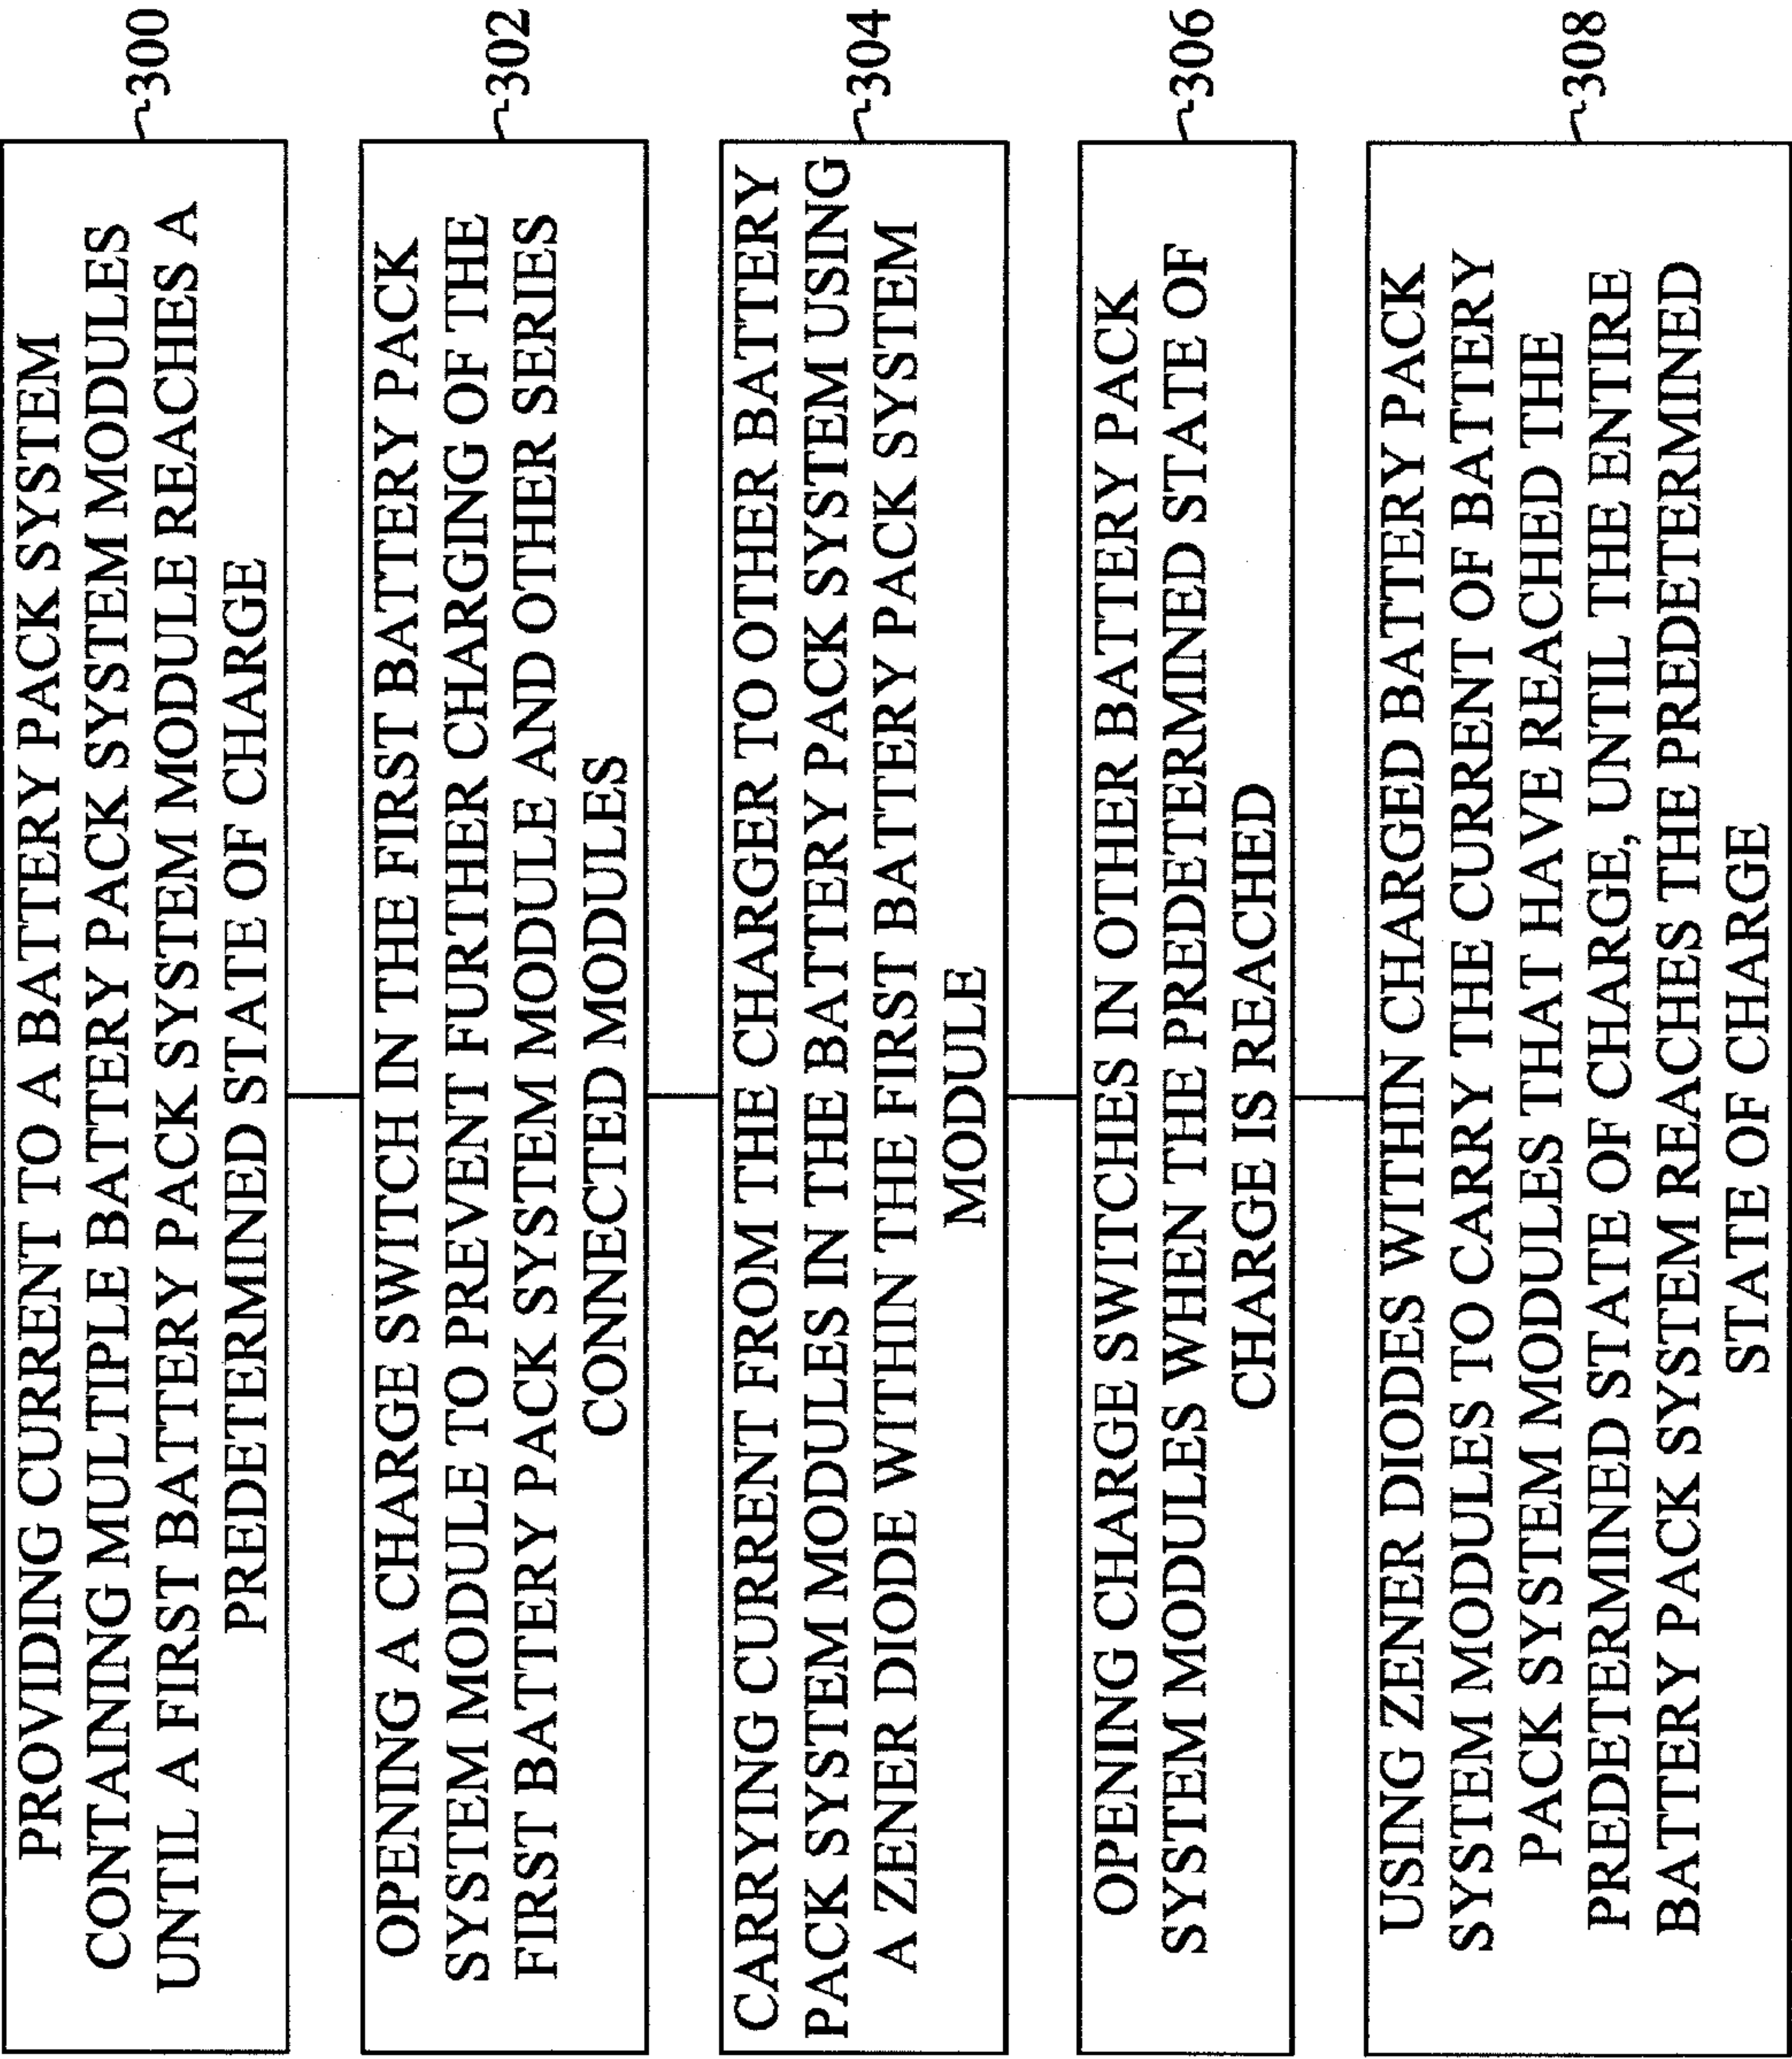 PROVIDING CURRENT TO A BATTERY PACK SYSTEM
CONTAINING MULTIPLE BATTERY PACK SYSTEM MODULES
UNTIL A FIRST BATTERY PACK SYSTEM MODULE REACHES A
PREDETERMINED STATE OF CHARGE
300
OPENING A CHARGE SWITCH IN THE FIRST BATTERY PACK
SYSTEM MODULE TO PREVENT FURTHER CHARGING OF THE
FIRST BATTERY PACK SYSTEM MODULE AND OTHER SERIES
CONNECTED MODULES
302
CARRYING CURRENT FROM THE CHARGER TO OTHER BATTERY
PACK SYSTEM MODULES IN THE BATTERY PACK SYSTEM USING
A ZENER DIODE WITHIN THE FIRST BATTERY PACK SYSTEM
MODULE
304
OPENING CHARGE SWITCHES IN OTHER BATTERY PACK
SYSTEM MODULES WHEN THE PREDETERMINED STATE OF
CHARGE IS REACHED
306
USING ZENER DIODES WITHIN CHARGED BATTERY PACK
SYSTEM MODULES TO CARRY THE CURRENT OF BATTERY
PACK SYSTEM MODULES THAT HAVE REACHED THE
PREDETERMINED STATE OF CHARGE, UNTIL THE ENTIRE
BATTERY PACK SYSTEM REACHES THE PREDETERMINED
STATE OF CHARGE
308